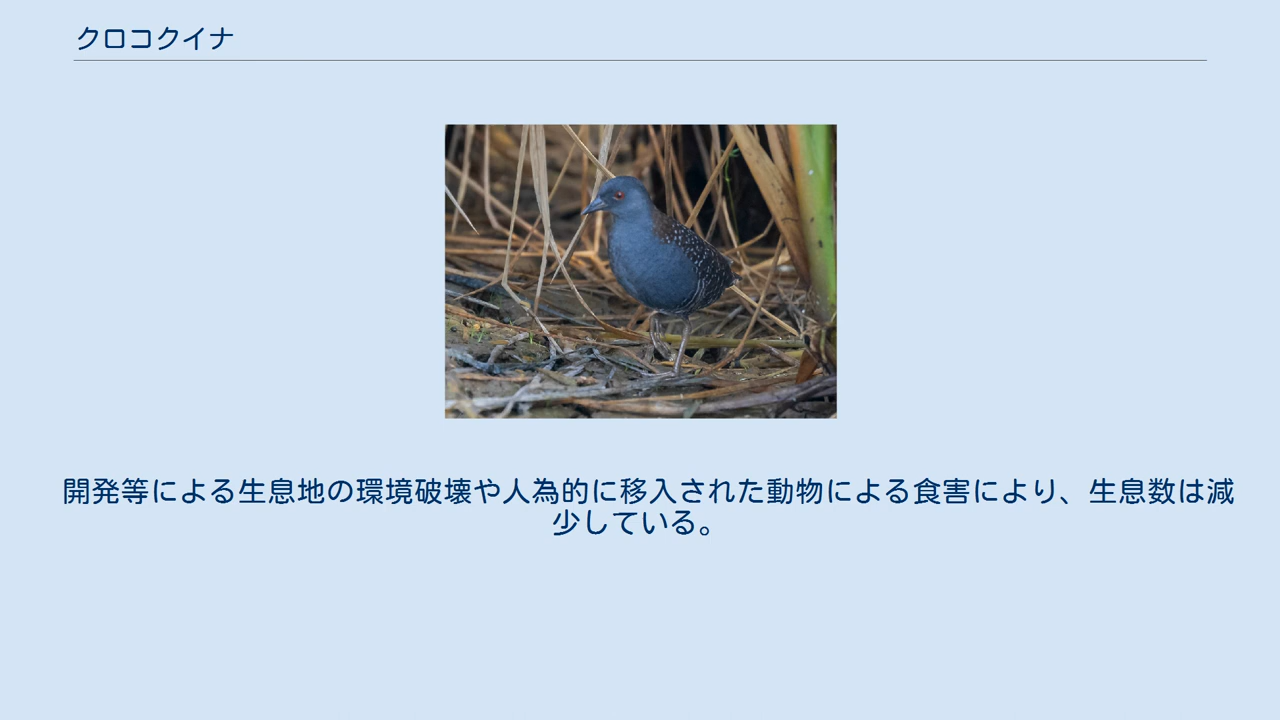 クロコクイナ
開発等による生息地の環境破壊や人為的に移入された動物による食害により、生息数は減
少している。